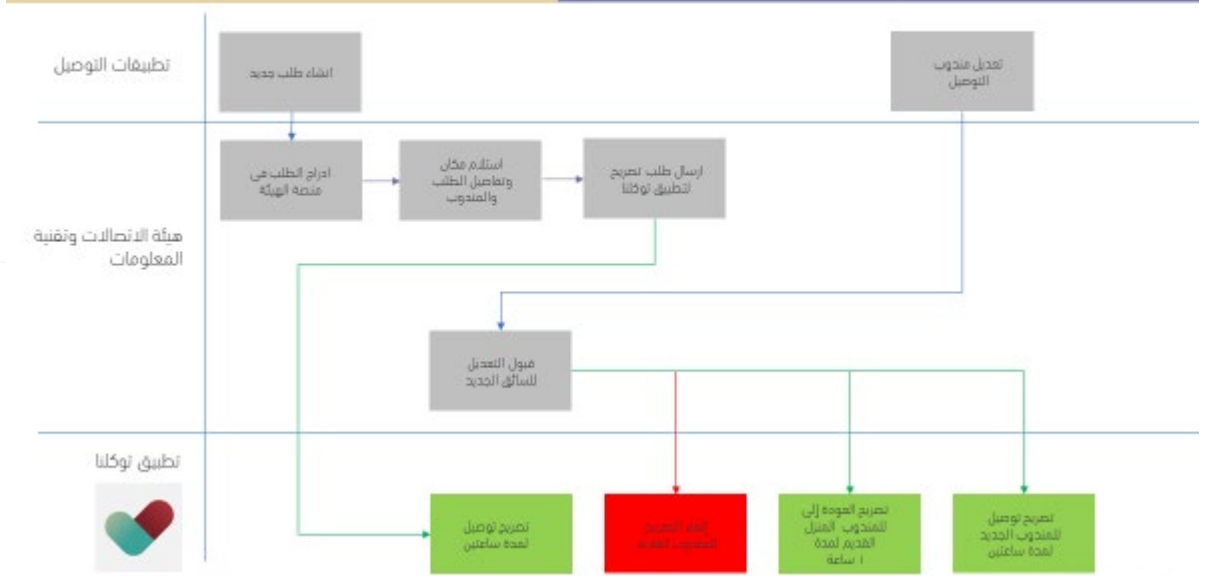 تطبيقات التوصيل
انشاء طلب جديد
تعديل مندوب
التوصيل
هيئة الاتصالات وتقنية
المعلومات
ادراج الطلب في
منصة الهيئة
استلام مكان
وتفاصيل الطلب
والمندوب
ارسال طلب تصريح
لتطبيق توكلنا
قبول التعديل
للسائق الجديد
تطبيق توكلنا
تصريح توصيل
لمدة ساعتين
إلغاء التصريح
للمندوب القديم
تصريح العودة إلى
المنزل للمندوب
القديم لمدة
١ ساعة
تصريح توصيل
للمندوب الجديد
لمدة ساعتين